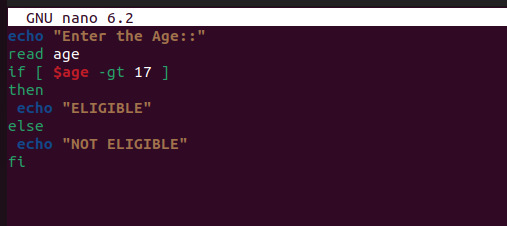 GNU nano 6.2
echo "Enter the Age::"
read age
if [ $age -gt 17 ]
then
 echo "ELIGIBLE"
else
 echo "NOT ELIGIBLE"
fi